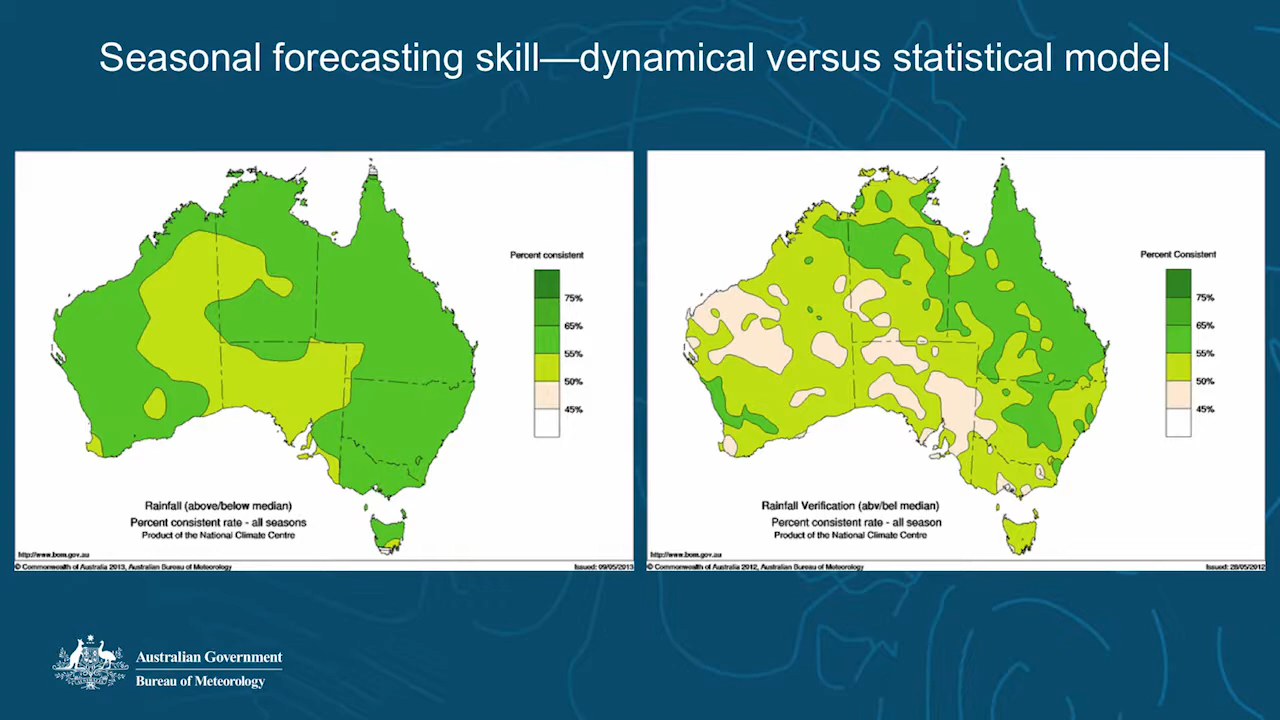 Seasonal forecasting skill—dynamical versus statistical model
Percent consistent
75%
65%
55%
50%
45%
Rainfall (above/below median)
Percent consistent rate - all seasons
Product of the National Climate Centre
http://www.bom.gov.au
© Commonwealth of Australia 2013, Australian Bureau of Meteorology
Issued: 09/05/2013
Percent Consistent
75%
65%
55%
50%
45%
Rainfall Verification (abv/bel median)
Percent consistent rate - all season
Product of the National Climate Centre
http://www.bom.gov.au
© Commonwealth of Australia 2012, Australian Bureau of Meteorology
Issued: 28/05/2012
Australian Government
Bureau of Meteorology